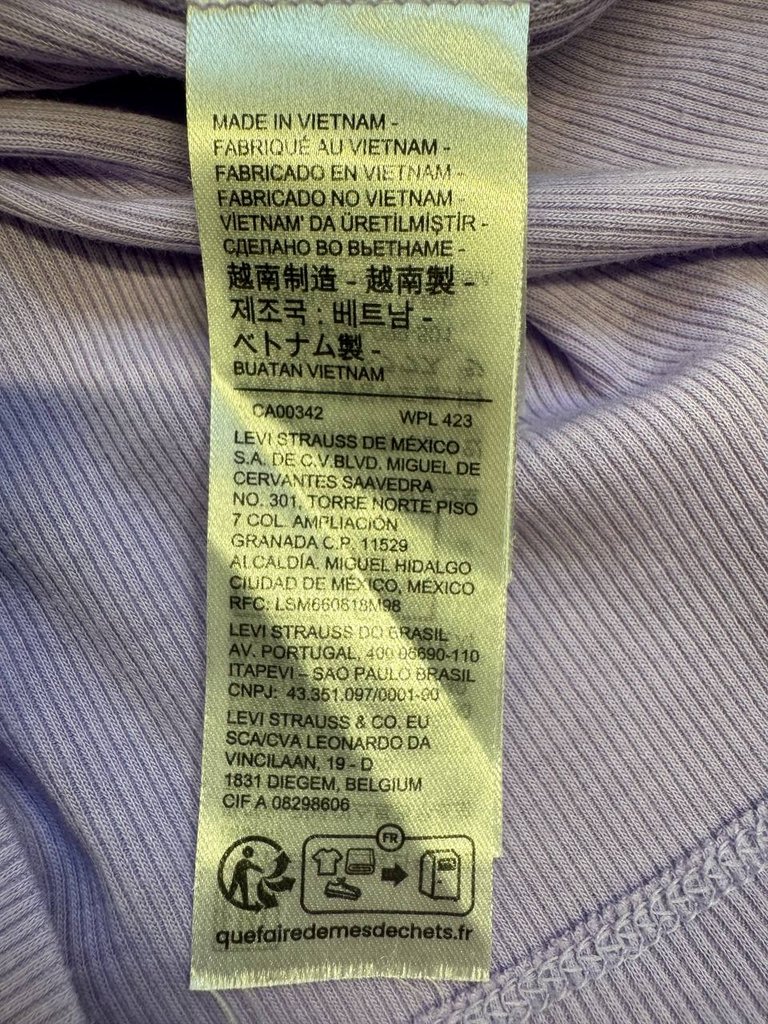 MADE IN VIETNAM -
FABRIQUÉ AU VIETNAM -
FABRICADO EN VIETNAM -
FABRICADO NO VIETNAM -
VİETNAM' DA ÜRETİLMİŞTİR -
СДЕЛАНО ВО ВЬЕТНАМЕ -
越南制造 - 越南製 -
제조국 : 베트남 -
ベトナム製 -
BUATAN VIETNAM
CA00342 WPL 423
LEVI STRAUSS DE MÉXICO
S.A. DE C.V.BLVD. MIGUEL DE
CERVANTES SAAVEDRA
NO. 301, TORRE NORTE PISO
7 COL. AMPLIACIÓN
GRANADA C.P. 11529
ALCALDÍA. MIGUEL HIDALGO
CIUDAD DE MÉXICO, MÉXICO
RFC: LSM660618M98
LEVI STRAUSS DO BRASIL
AV. PORTUGAL, 400 06690-110
ITAPEVI – SAO PAULO BRASIL
CNPJ: 43.351.097/0001-90
LEVI STRAUSS & CO. EU
SCA/CVA LEONARDO DA
VINCILAAN, 19 - D
1831 DIEGEM, BELGIUM
CIF A 08298606
FR
quefairedemesdechets.fr